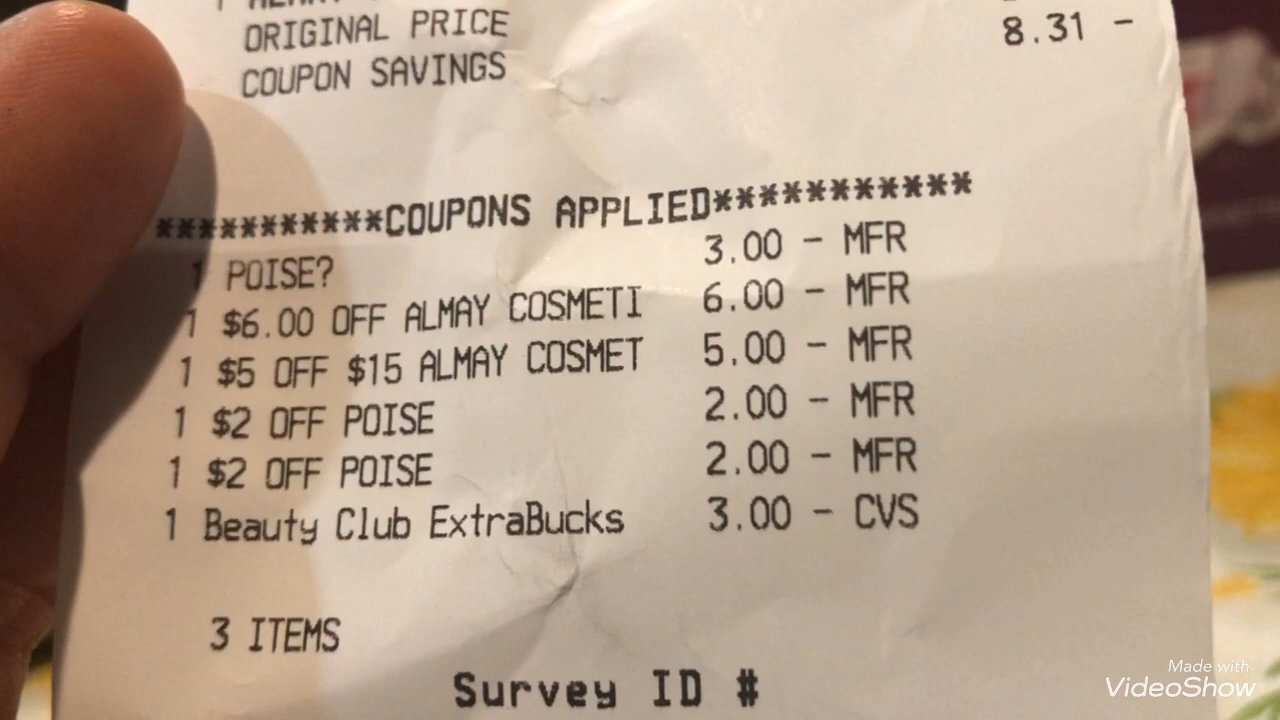 1
ORIGINAL PRICE 8.31 -
COUPON SAVINGS
***********COUPONS APPLIED***********
1 POISE? 3.00 - MFR
1 $6.00 OFF ALMAY COSMETI 6.00 - MFR
1 $5 OFF $15 ALMAY COSMET 5.00 - MFR
1 $2 OFF POISE 2.00 - MFR
1 $2 OFF POISE 2.00 - MFR
1 Beauty Club ExtraBucks 3.00 - CVS
3 ITEMS
Survey ID #
Made with
VideoShow